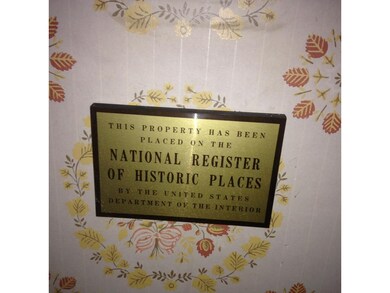 THIS PROPERTY HAS BEEN
PLACED ON THE
NATIONAL REGISTER
OF HISTORIC PLACES
BY THE UNITED STATES
DEPARTMENT OF THE INTERIOR